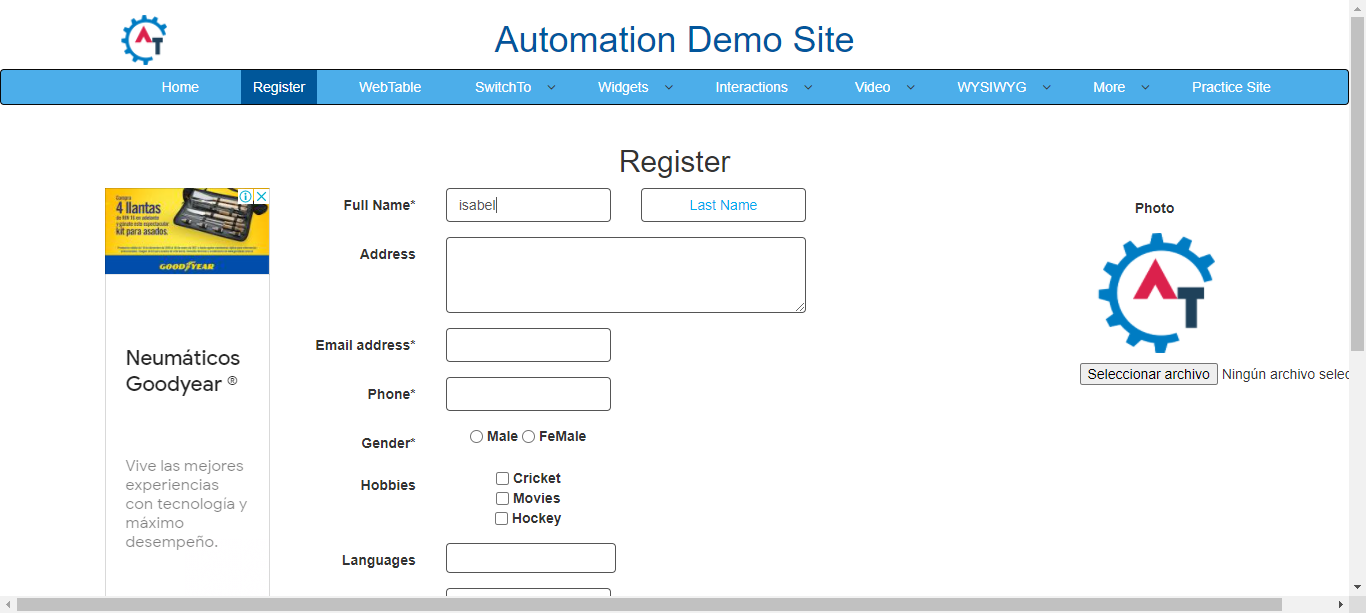 Automation Demo Site
Home Register WebTable SwitchTo Widgets Interactions Video WYSIWYG More Practice Site
Register
Full Name* isabel Last Name
Photo
Compra
4 llantas
kit para asados.
GOODYEAR
Address
Neumáticos
Goodyear ®
Email address*
Phone*
Seleccionar archivo Ningún archivo selec
Gender* Male FeMale
Vive las mejores
experiencias
con tecnología y
máximo
desempeño.
Hobbies Cricket
Movies
Hockey
Languages